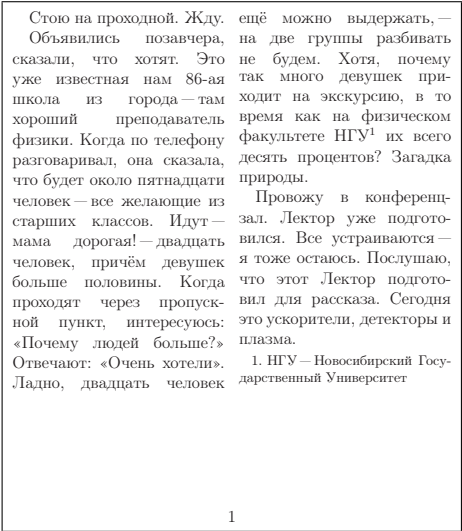 Стою на проходной. Жду.
Объявились позавчера,
сказали, что хотят. Это
уже известная нам 86-ая
школа из города — там
хороший преподаватель
физики. Когда по телефону
разговаривал, она сказала,
что будет около пятнадцати
человек — все желающие из
старших классов. Идут —
мама дорогая! — двадцать
человек, причём девушек
больше половины. Когда
проходят через пропуск-
ной пункт, интересуюсь:
«Почему людей больше?»
Отвечают: «Очень хотели».
Ладно, двадцать человек
ещё можно выдержать, —
на две группы разбивать
не будем. Хотя, почему
так много девушек при-
ходит на экскурсию, в то
время как на физическом
факультете НГУ¹ их всего
десять процентов? Загадка
природы.
Провожу в конференц-
зал. Лектор уже подгото-
вился. Все устраиваются —
я тоже остаюсь. Послушаю,
что этот Лектор подгото-
вил для рассказа. Сегодня
это ускорители, детекторы и
плазма.
1. НГУ — Новосибирский Госу-
дарственный Университет
1